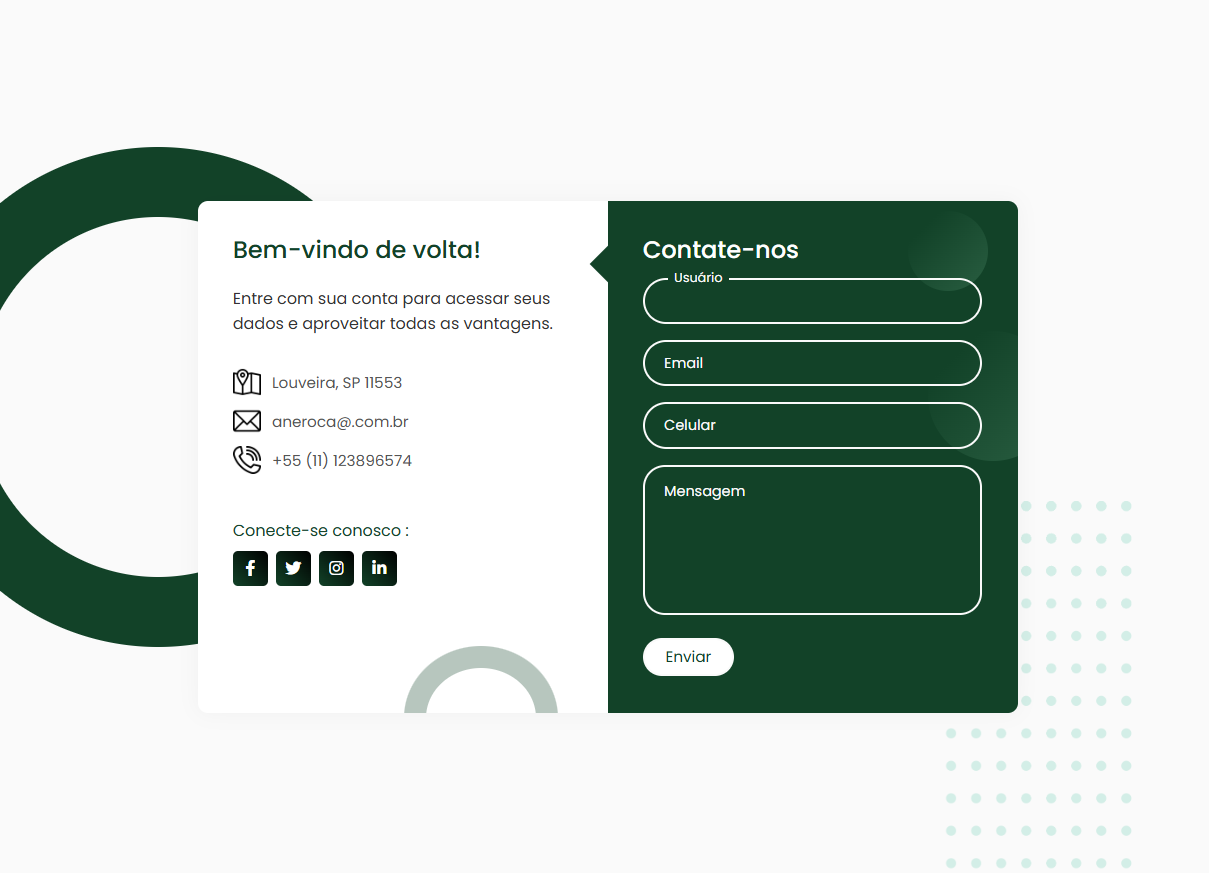 Bem-vindo de volta!
Entre com sua conta para acessar seus
dados e aproveitar todas as vantagens.
Louveira, SP 11553
aneroca@.com.br
+55 (11) 123896574
Conecte-se conosco :
Contate-nos
Usuário
Email
Celular
Mensagem
Enviar